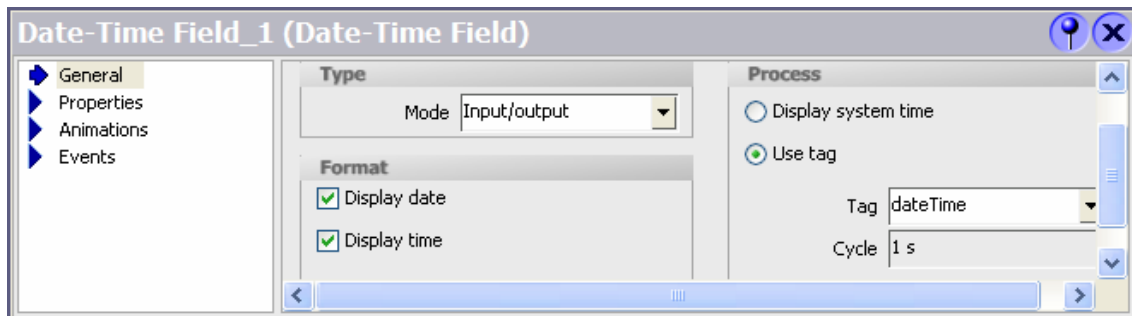 Date-Time Field_1 (Date-Time Field)
General
Properties
Animations
Events
Type
Mode Input/output
Format
Display date
Display time
Process
Display system time
Use tag
Tag dateTime
Cycle 1 s